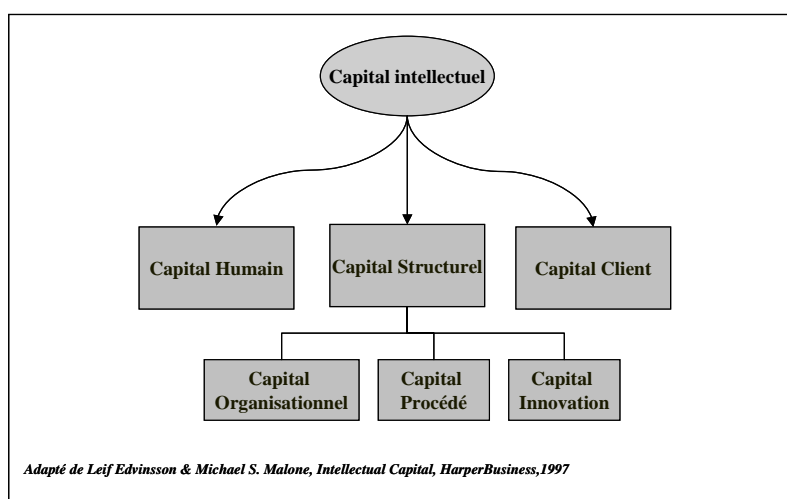 Capital intellectuel
Capital Humain
Capital Structurel
Capital Client
Capital
Organisationnel
Capital
Procédé
Capital
Innovation
Adapté de Leif Edvinsson & Michael S. Malone, Intellectual Capital, HarperBusiness,1997